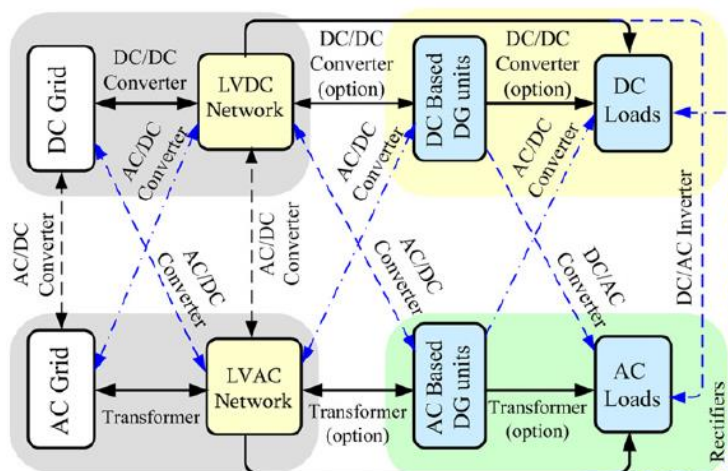 DC/DC
Converter
DC/DC
Converter
(option)
DC/DC
Converter
(option)
DC Grid
LVDC
Network
DC Based
DG units
DC
Loads
AC/DC
Converter
AC/DC
Converter
AC/DC
Converter
AC/DC
Converter
AC/DC
Converter
AC/DC
Converter
AC/DC
Converter
DC/AC
Converter
DC/AC Inverter
AC Grid
Transformer
LVAC
Network
Transformer
(option)
AC Based
DG units
Transformer
(option)
AC
Loads
Rectifiers